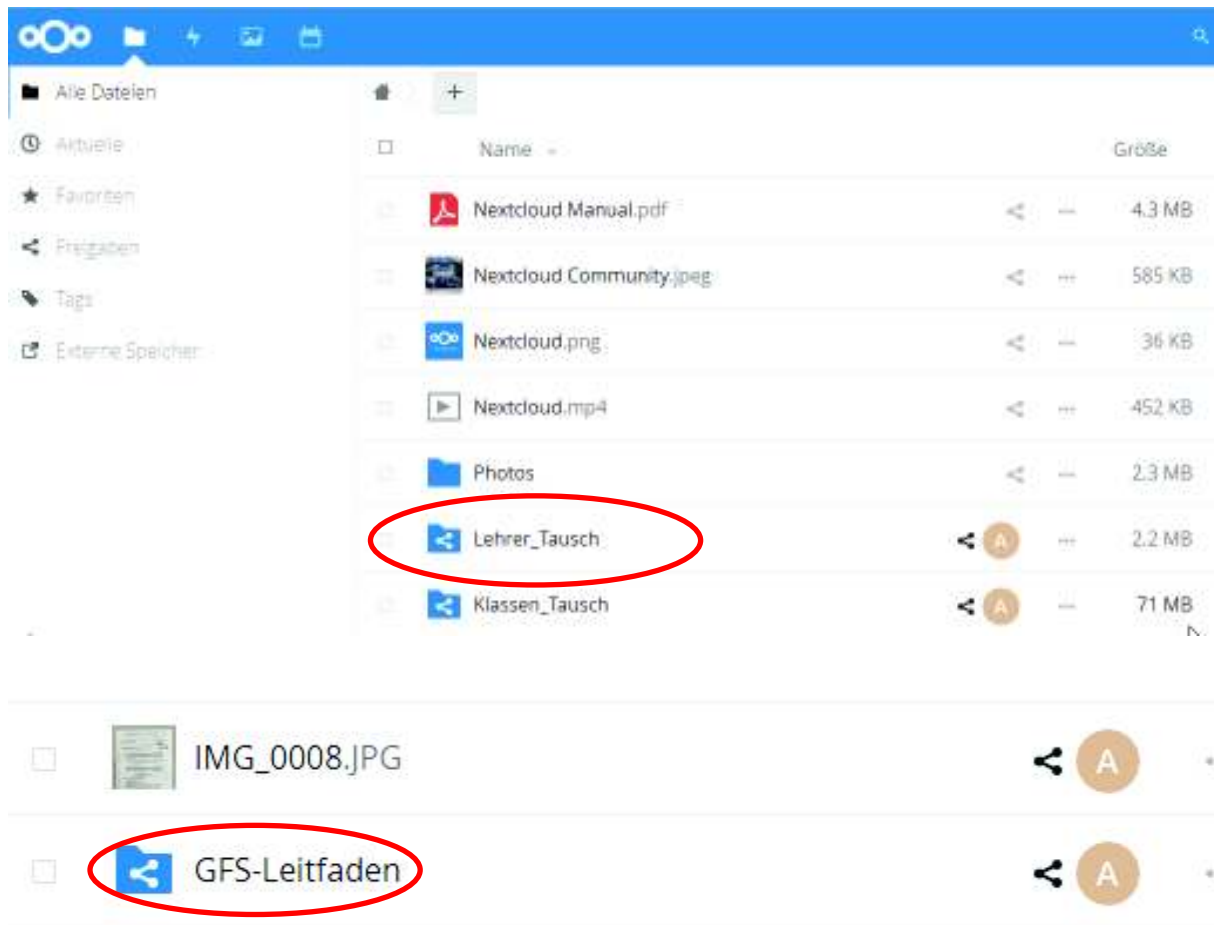 Alle Dateien
Aktuelle
Favoriten
Freigaben
Tags
Externe Speicher
Name
Größe
Nextcloud Manual.pdf
4.3 MB
Nextcloud Community.jpeg
585 KB
Nextcloud.png
36 KB
Nextcloud.mp4
452 KB
Photos
2.3 MB
Lehrer_Tausch
A
2.2 MB
Klassen_Tausch
A
71 MB
IMG_0008.JPG
A
GFS-Leitfaden
A